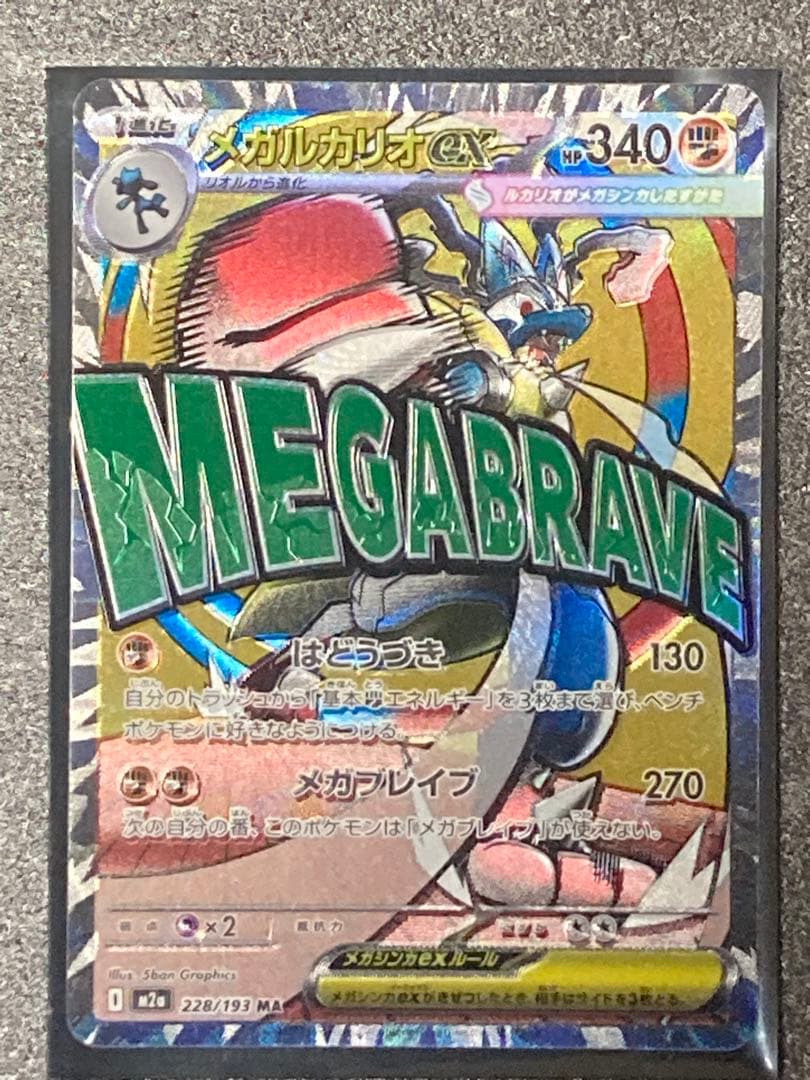 1進化
メガルカリオex
HP340
リオルから進化
ルカリオがメガシンカしたすがた
MEGABRAVE
はどうづき 130
自分のトラッシュから「基本エネルギー」を3枚まで選び、ベンチ
ポケモンに好きなようにつける。
メガブレイブ 270
次の自分の番、このポケモンは「メガブレイブ」が使えない。
弱点 ×2 抵抗力 にげる
メガシンカexルール
メガシンカexがきぜつしたとき、相手はサイドを3枚とる。
Illus. 5ban Graphics
I M2a 228/193 MA